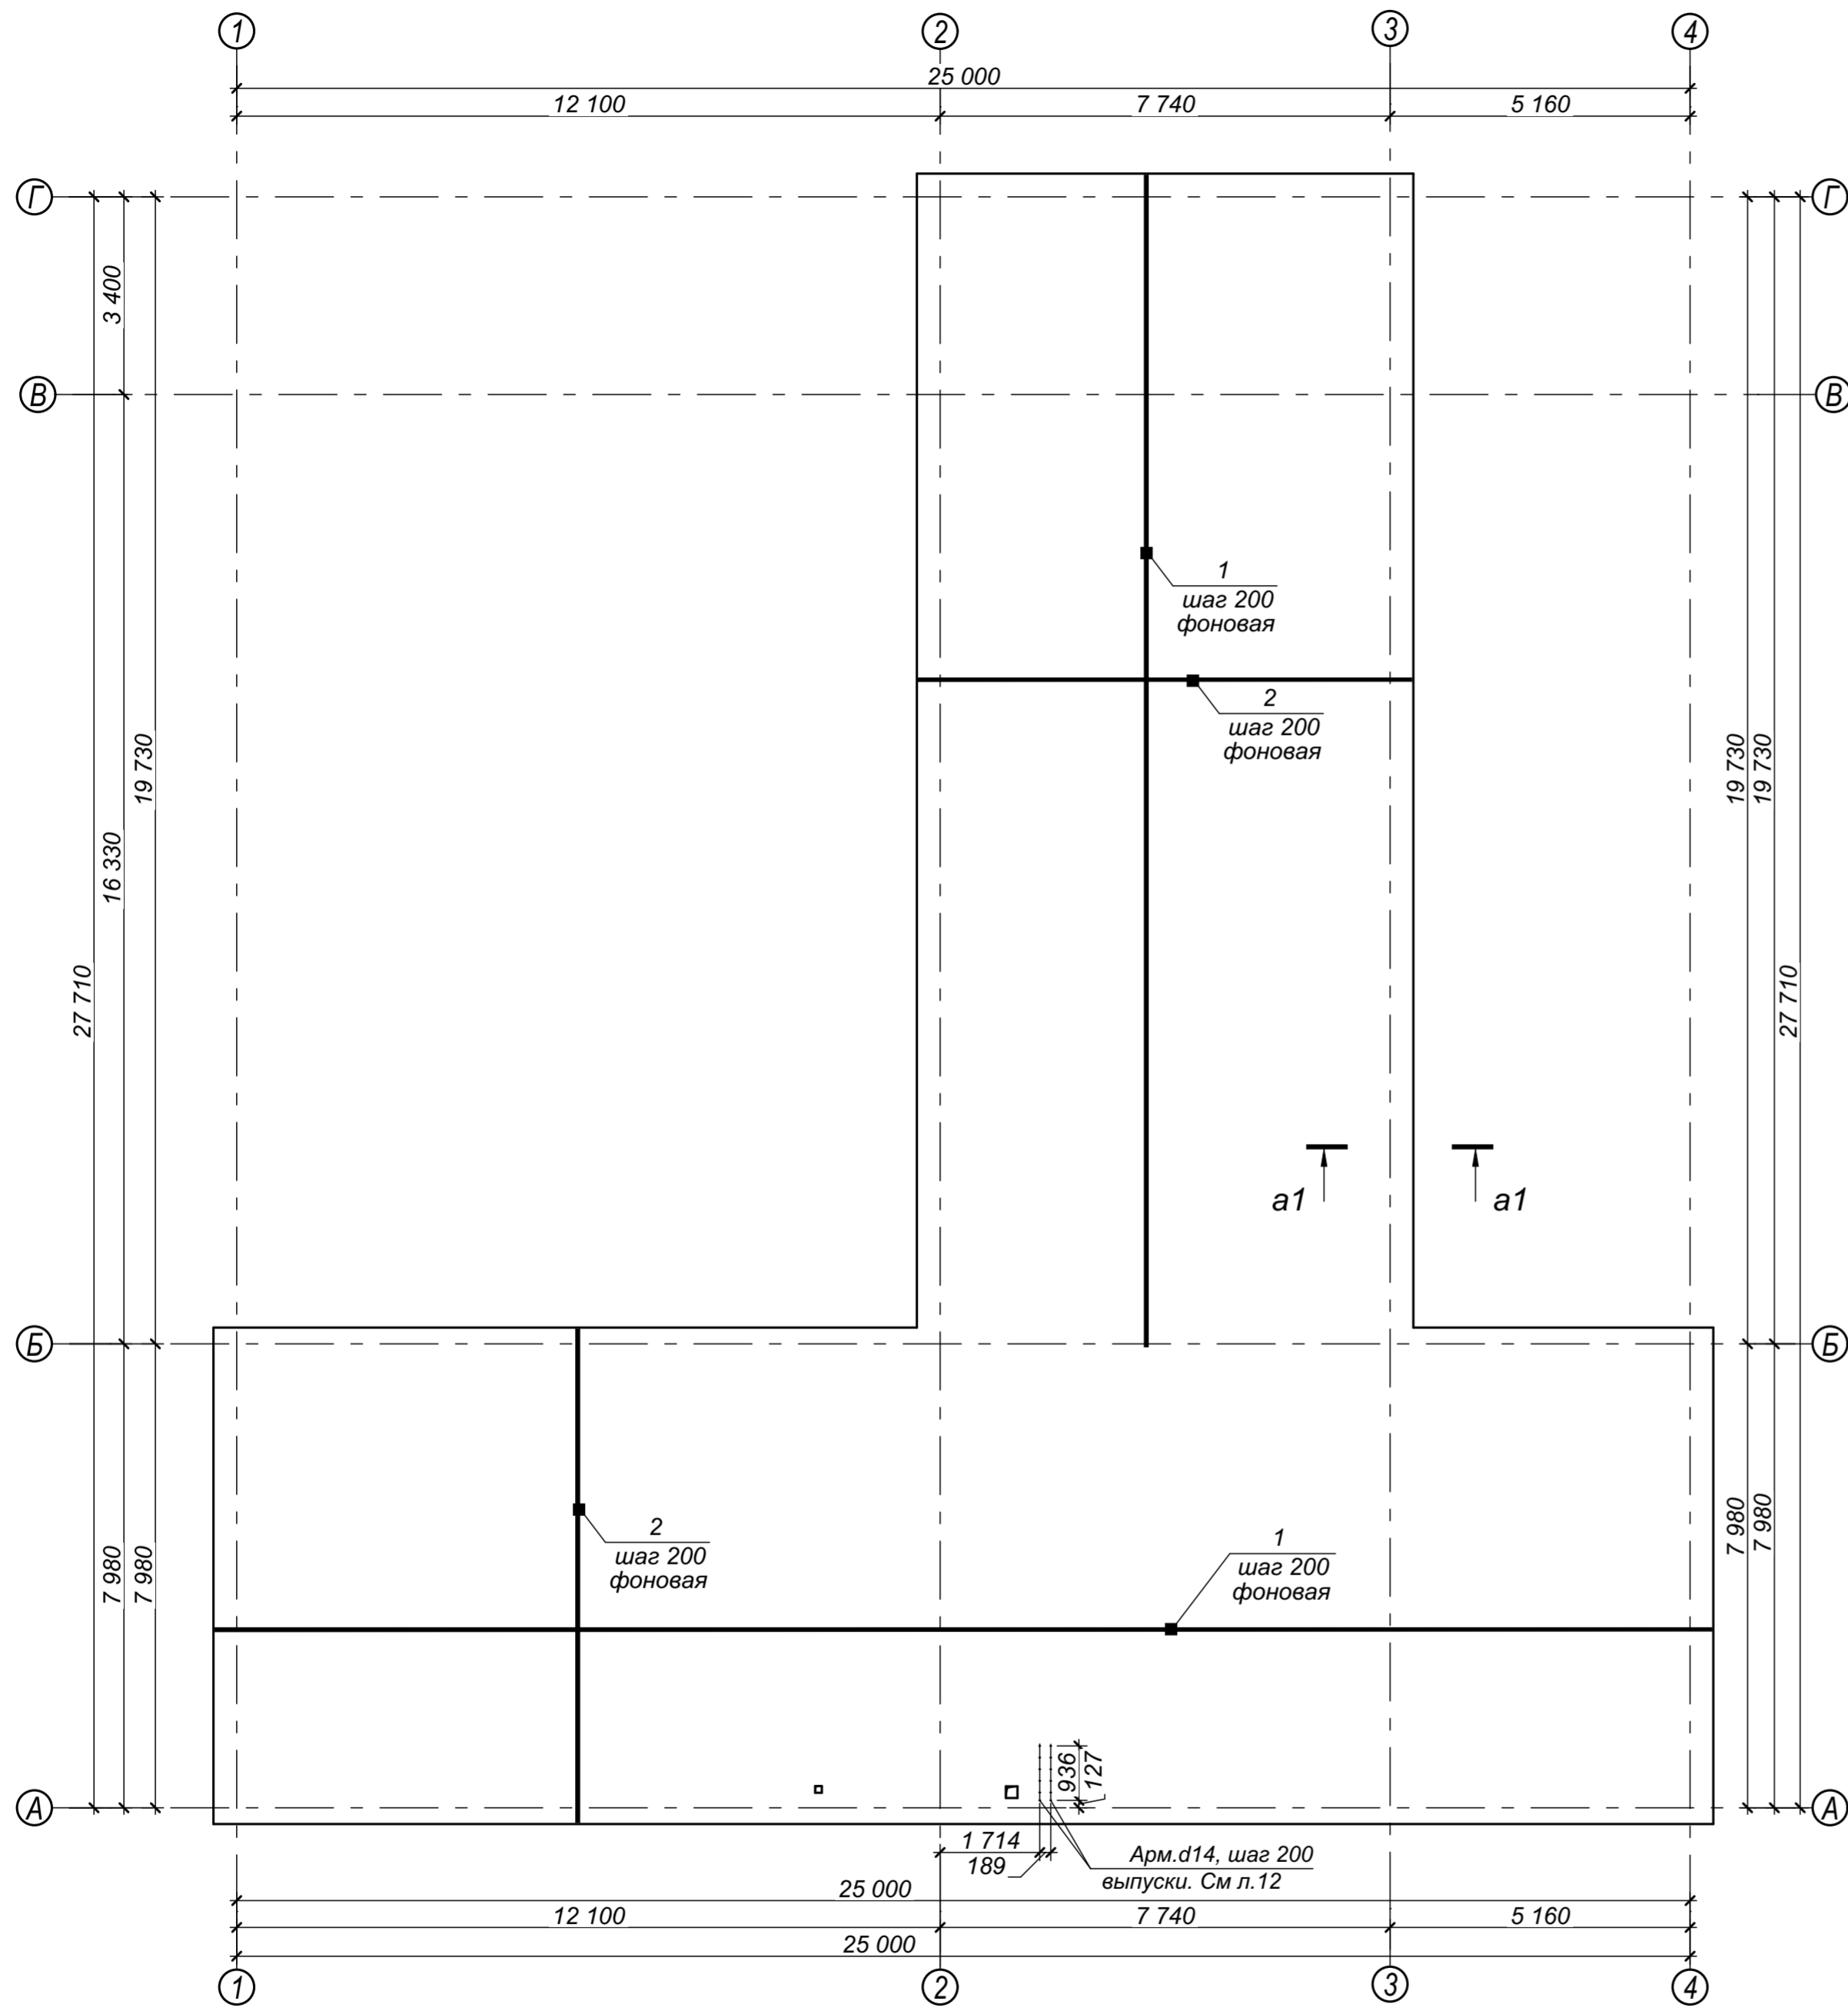 1
2
3
4
25 000
12 100
7 740
5 160
Г
Г
3 400
В
В
1
шаг 200
фоновая
2
шаг 200
фоновая
19 730
16 330
27 710
19 730
19 730
27 710
а1
а1
Б
Б
2
шаг 200
фоновая
1
шаг 200
фоновая
7 980
7 980
7 980
7 980
936
127
А
А
1 714
189
Арм.d14, шаг 200
выпуски. См л.12
25 000
12 100
7 740
5 160
25 000
1
2
3
4